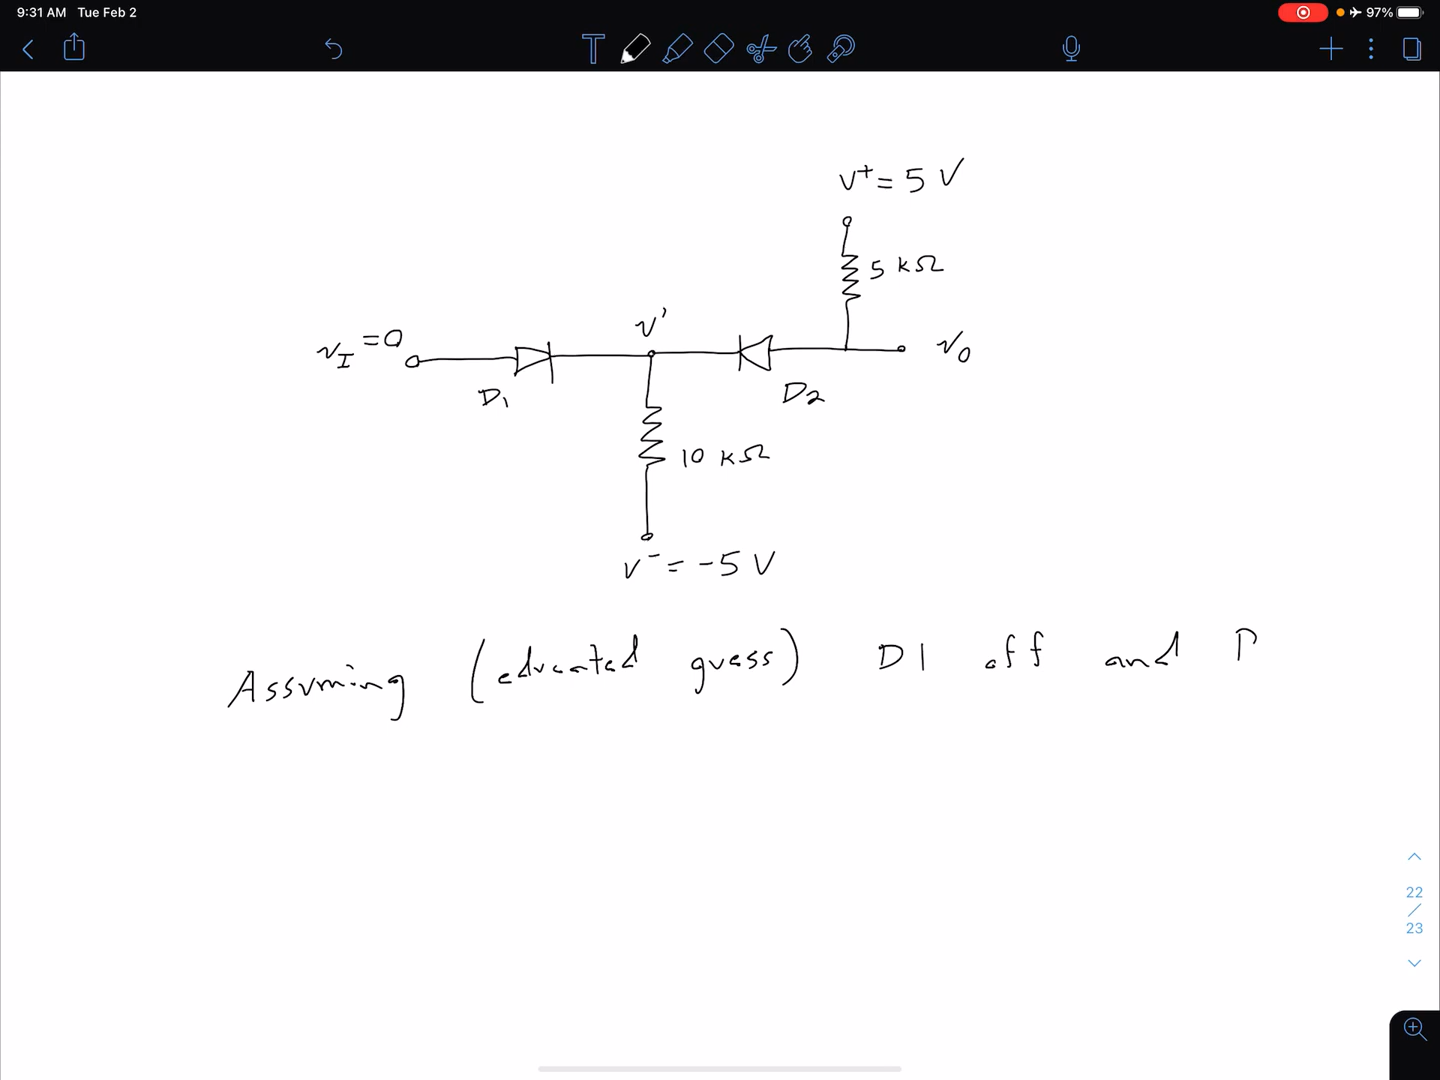 9:31 AM Tue Feb 2
97%
V+ = 5 V
5 kΩ
v'
vI = 0
vO
D1
D2
10 kΩ
V- = -5 V
Assuming (educated guess) D1 off and
22
/
23